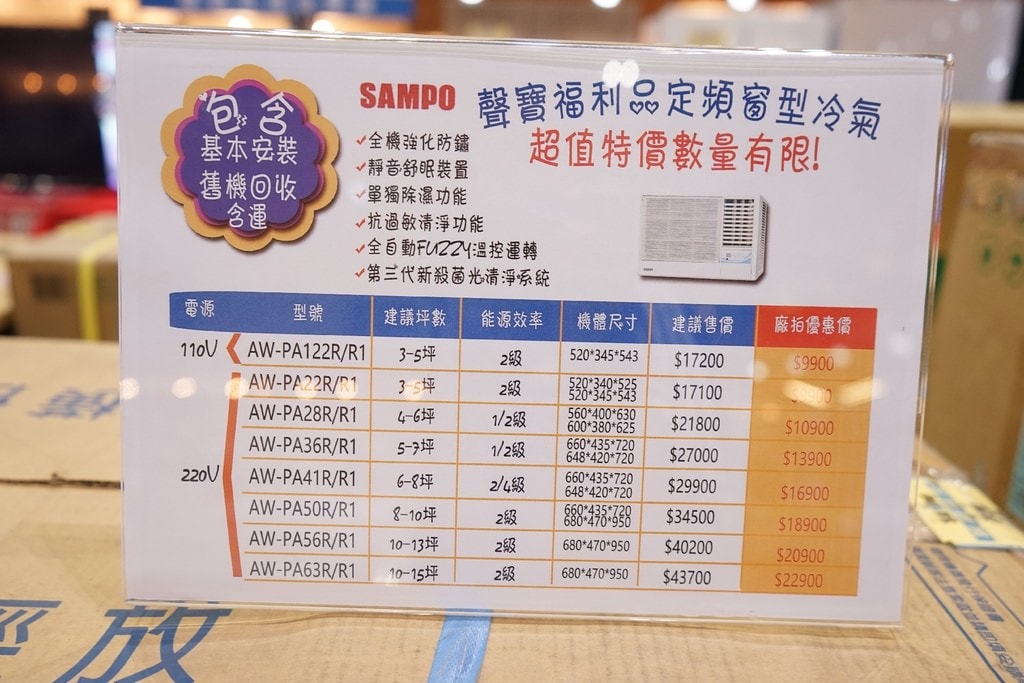 包含
基本安裝
舊機回收
含運
SAMPO
聲寶福利品定頻窗型冷氣
超值特價數量有限!
全機強化防鏽
靜音舒眠裝置
單獨除濕功能
抗過敏清淨功能
全自動FUZZY溫控運轉
第三代新殺菌光清淨系統
電源 型號 建議坪數 能源效率 機體尺寸 建議售價 廠拍優惠價
110V AW-PA122R/R1 3-5坪 2級 520*345*543 $17200 $9900
AW-PA22R/R1 3-5坪 2級 520*340*525 520*345*543 $17100
AW-PA28R/R1 4-6坪 1/2級 560*400*630 600*380*625 $21800 $10900
AW-PA36R/R1 5-7坪 1/2級 660*435*720 648*420*720 $27000 $13900
220V AW-PA41R/R1 6-8坪 2/4級 660*435*720 648*420*720 $29900 $16900
AW-PA50R/R1 8-10坪 2級 660*435*720 680*470*950 $34500 $18900
AW-PA56R/R1 10-13坪 2級 680*470*950 $40200 $20900
AW-PA63R/R1 10-15坪 2級 680*470*950 $43700 $22900
放